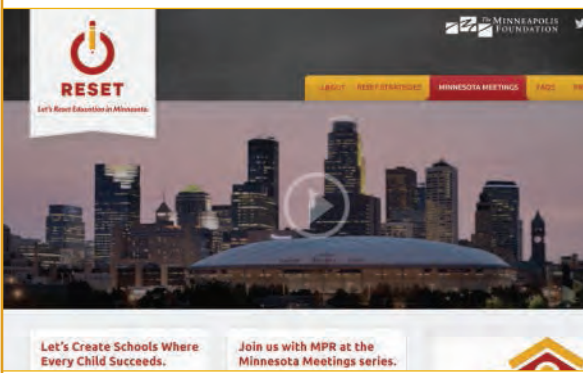 The MINNEAPOLIS
FOUNDATION
RESET
Let's Reset Education in Minnesota.
ABOUT RESET STRATEGIES MINNESOTA MEETINGS FAQS
Let's Create Schools Where
Every Child Succeeds.
Join us with MPR at the
Minnesota Meetings series.